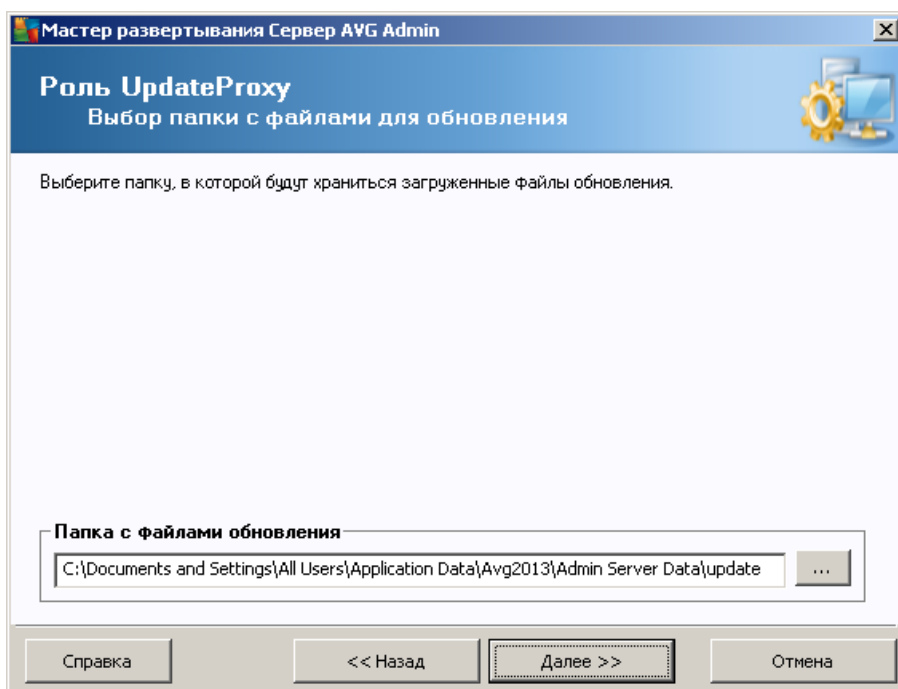 Мастер развертывания Сервер AVG Admin
Роль UpdateProxy
Выбор папки с файлами для обновления
Выберите папку, в которой будут храниться загруженные файлы обновления.
Папка с файлами обновления
C:\Documents and Settings\All Users\Application Data\Avg2013\Admin Server Data\update
...
Справка
<< Назад
Далее >>
Отмена